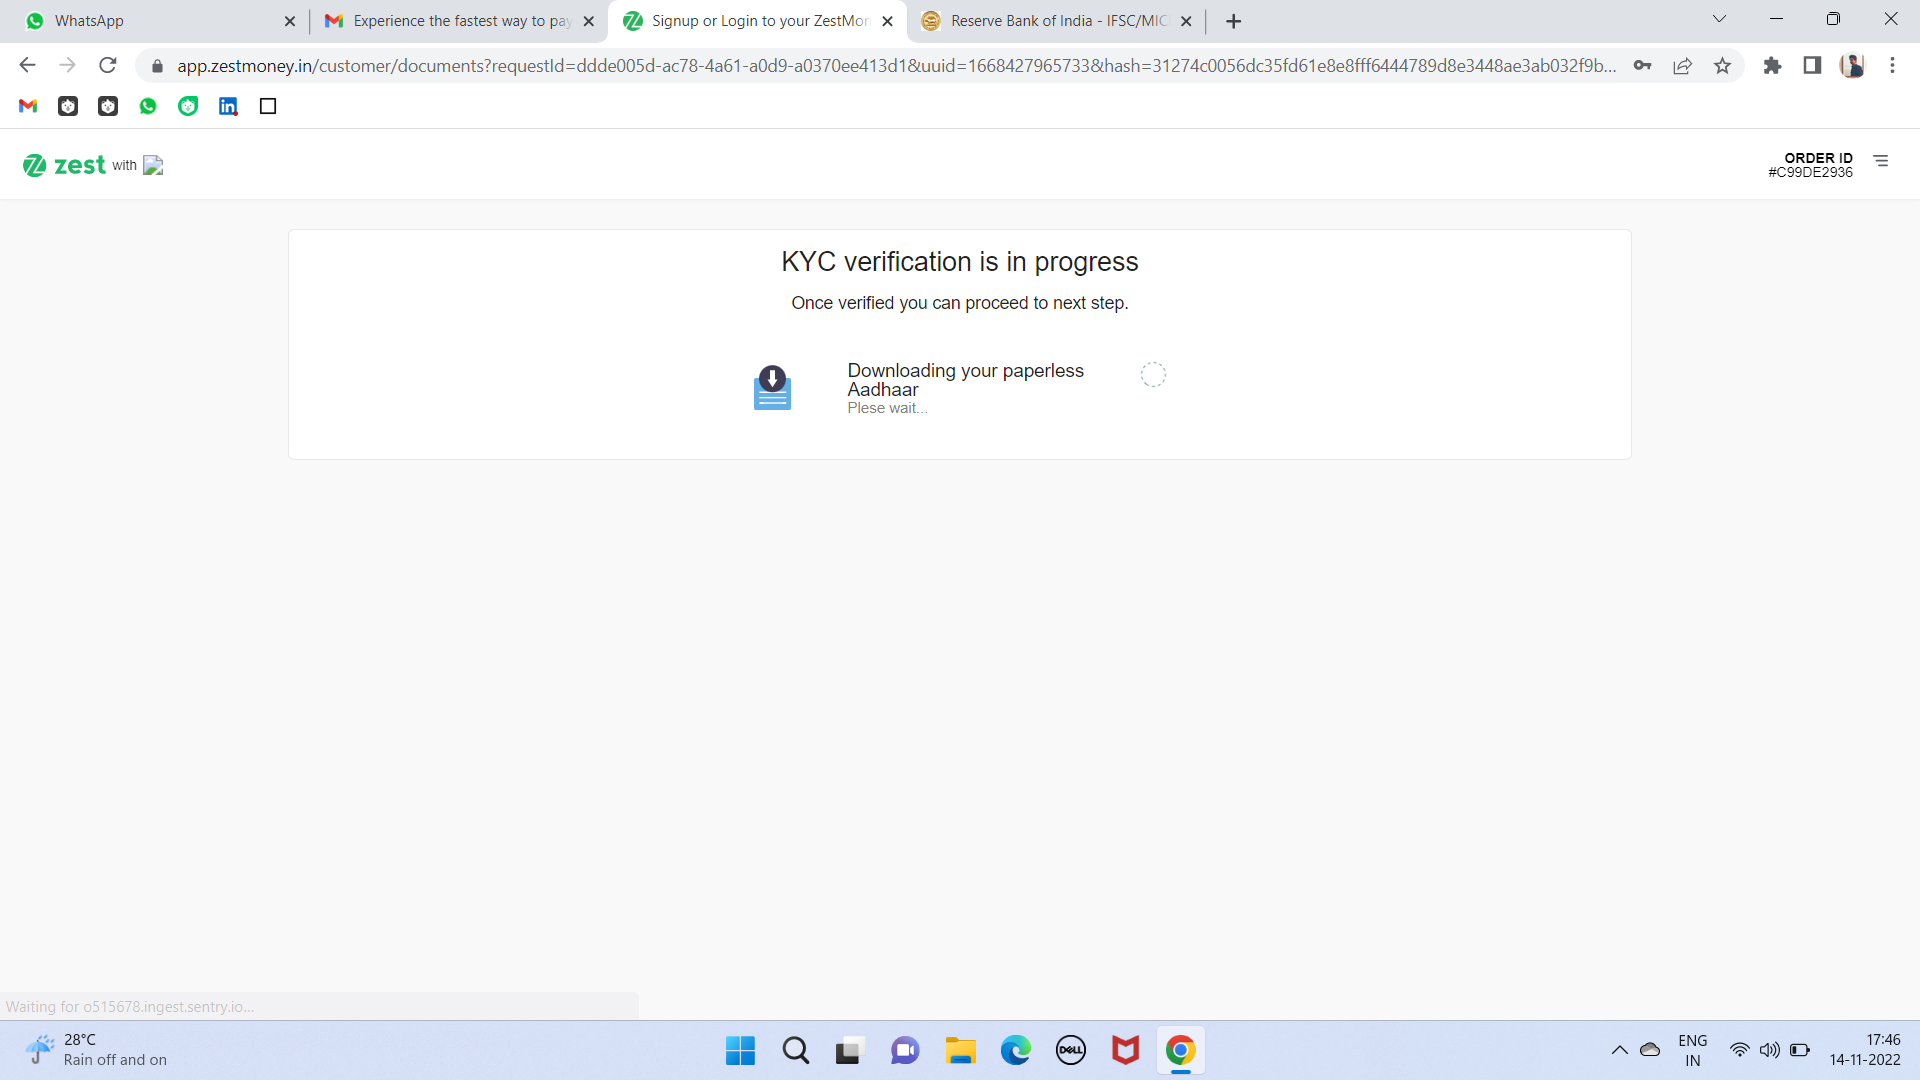 WhatsApp
Experience the fastest way to pay
Signup or Login to your ZestMon
Reserve Bank of India - IFSC/MIC
app.zestmoney.in/customer/documents?requestId=ddde005d-ac78-4a61-a0d9-a0370ee413d1&uuid=1668427965733&hash=31274c0056dc35fd61e8e8fff6444789d8e3448ae3ab032f9b...
zest with
ORDER ID
#C99DE2936
KYC verification is in progress
Once verified you can proceed to next step.
Downloading your paperless
Aadhaar
Plese wait...
Waiting for o515678.ingest.sentry.io...
28°C
Rain off and on
DELL
ENG
IN
17:46
14-11-2022